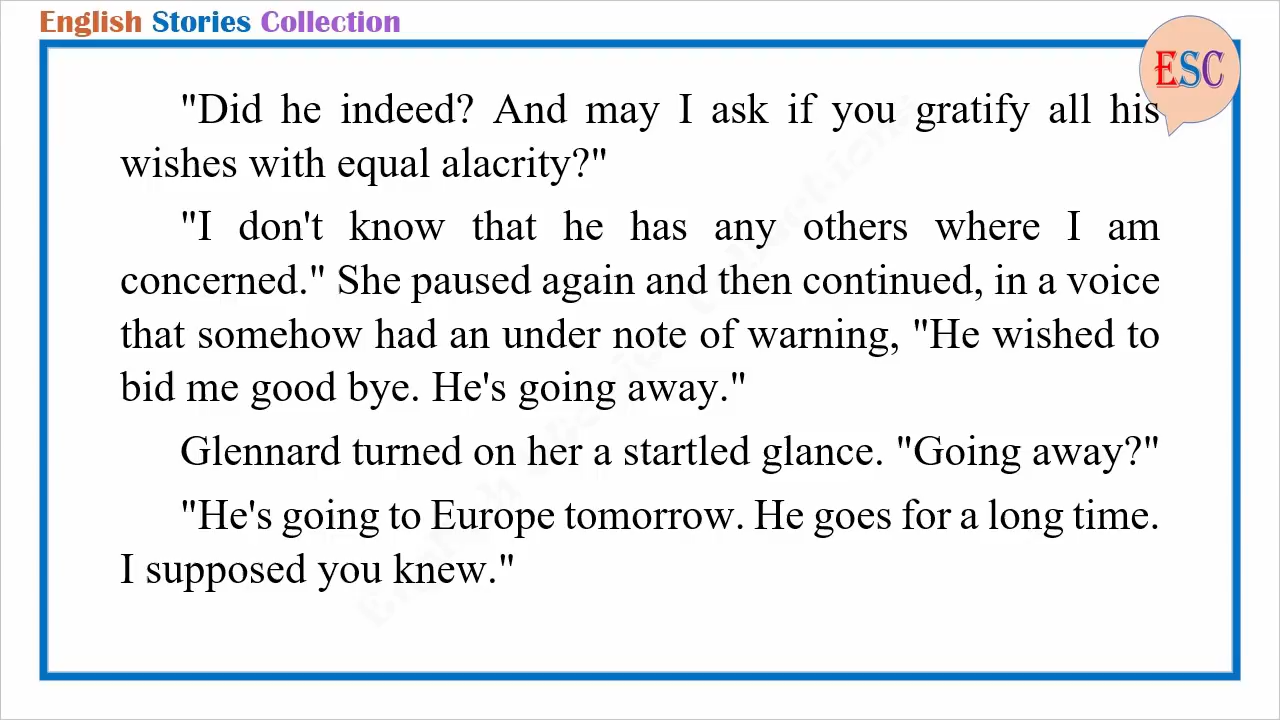 English Stories Collection
ESC
"Did he indeed? And may I ask if you gratify all his
wishes with equal alacrity?"
"I don't know that he has any others where I am
concerned." She paused again and then continued, in a voice
that somehow had an under note of warning, "He wished to
bid me good bye. He's going away."
Glennard turned on her a startled glance. "Going away?"
"He's going to Europe tomorrow. He goes for a long time.
I supposed you knew."